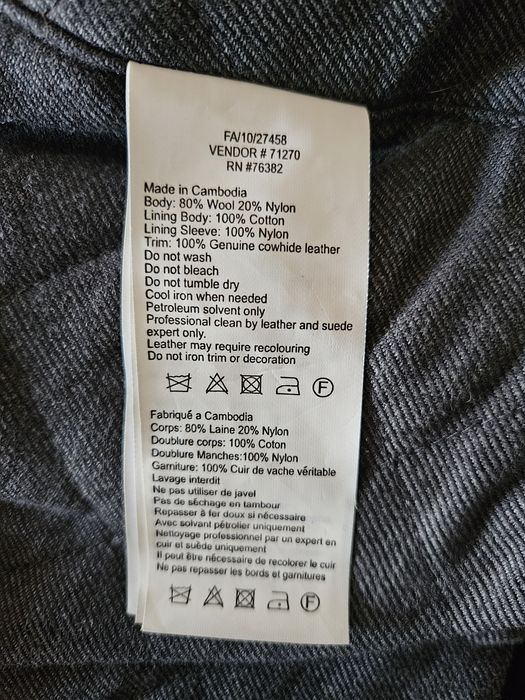 FA/10/27458
VENDOR # 71270
RN #76382
Made in Cambodia
Body: 80% Wool 20% Nylon
Lining Body: 100% Cotton
Lining Sleeve: 100% Nylon
Trim: 100% Genuine cowhide leather
Do not wash
Do not bleach
Do not tumble dry
Cool iron when needed
Petroleum solvent only
Professional clean by leather and suede
expert only.
Leather may require recolouring
Do not iron trim or decoration
F
Fabriqué a Cambodia
Corps: 80% Laine 20% Nylon
Doublure corps: 100% Coton
Doublure Manches:100% Nylon
Garniture: 100% Cuir de vache véritable
Lavage interdit
Ne pas utiliser de javel
Pas de séchage en tambour
Repasser à fer doux si nécessaire
Avec solvant pétrolier uniquement
Nettoyage professionnel par un expert en
cuir et suède uniquement
Il peut être nécessaire de recolorer le cuir
Ne pas repasser les bords et garnitures
F